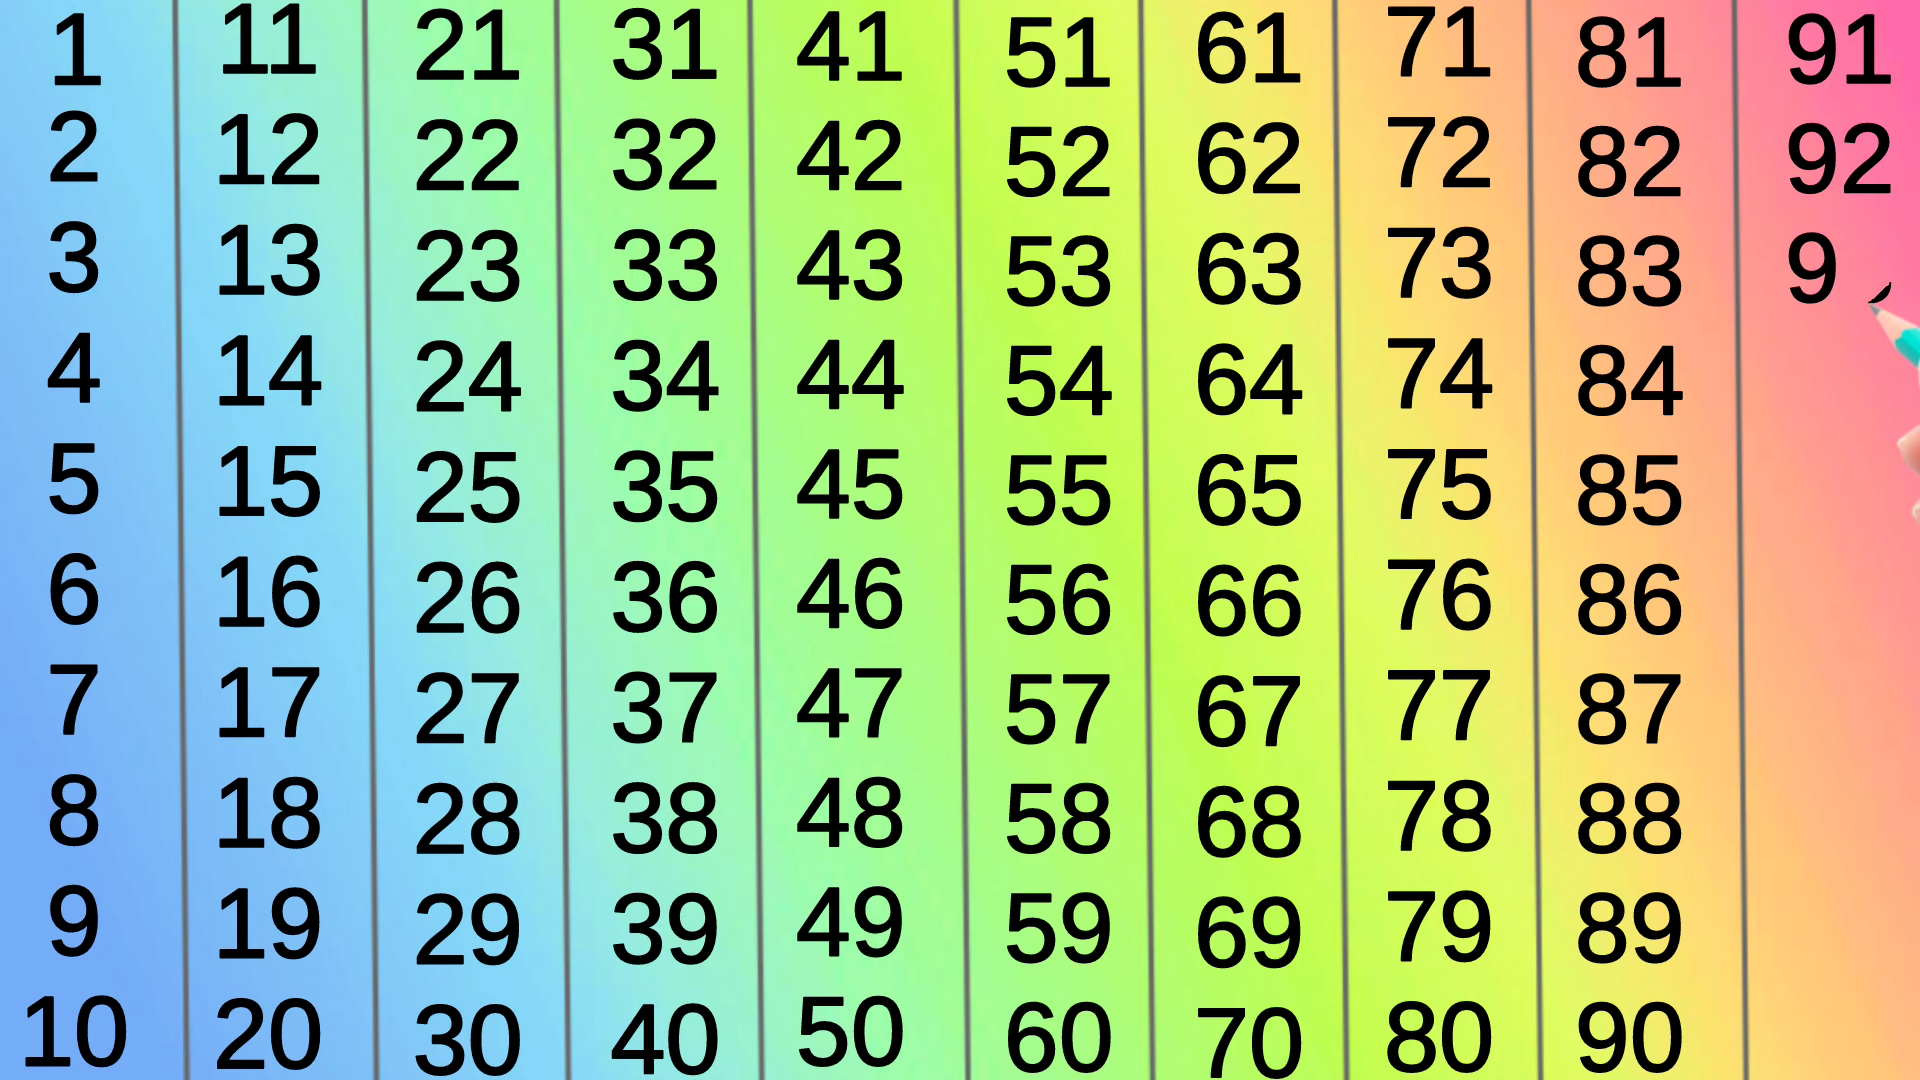 1 11 21 31 41 51 61 71 81 91
2 12 22 32 42 52 62 72 82 92
3 13 23 33 43 53 63 73 83 9
4 14 24 34 44 54 64 74 84
5 15 25 35 45 55 65 75 85
6 16 26 36 46 56 66 76 86
7 17 27 37 47 57 67 77 87
8 18 28 38 48 58 68 78 88
9 19 29 39 49 59 69 79 89
10 20 30 40 50 60 70 80 90